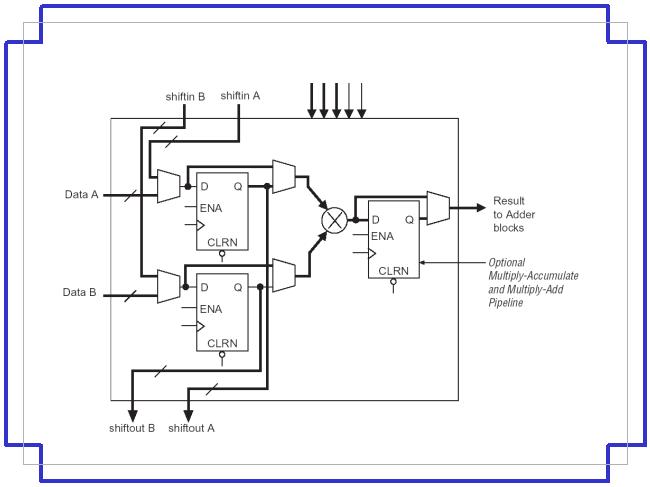 shiftin B shiftin A
Data A
D Q
ENA
CLRN
Result
to Adder
blocks
D Q
ENA
CLRN
Optional
Multiply-Accumulate
and Multiply-Add
Pipeline
Data B
D Q
ENA
CLRN
shiftout B shiftout A